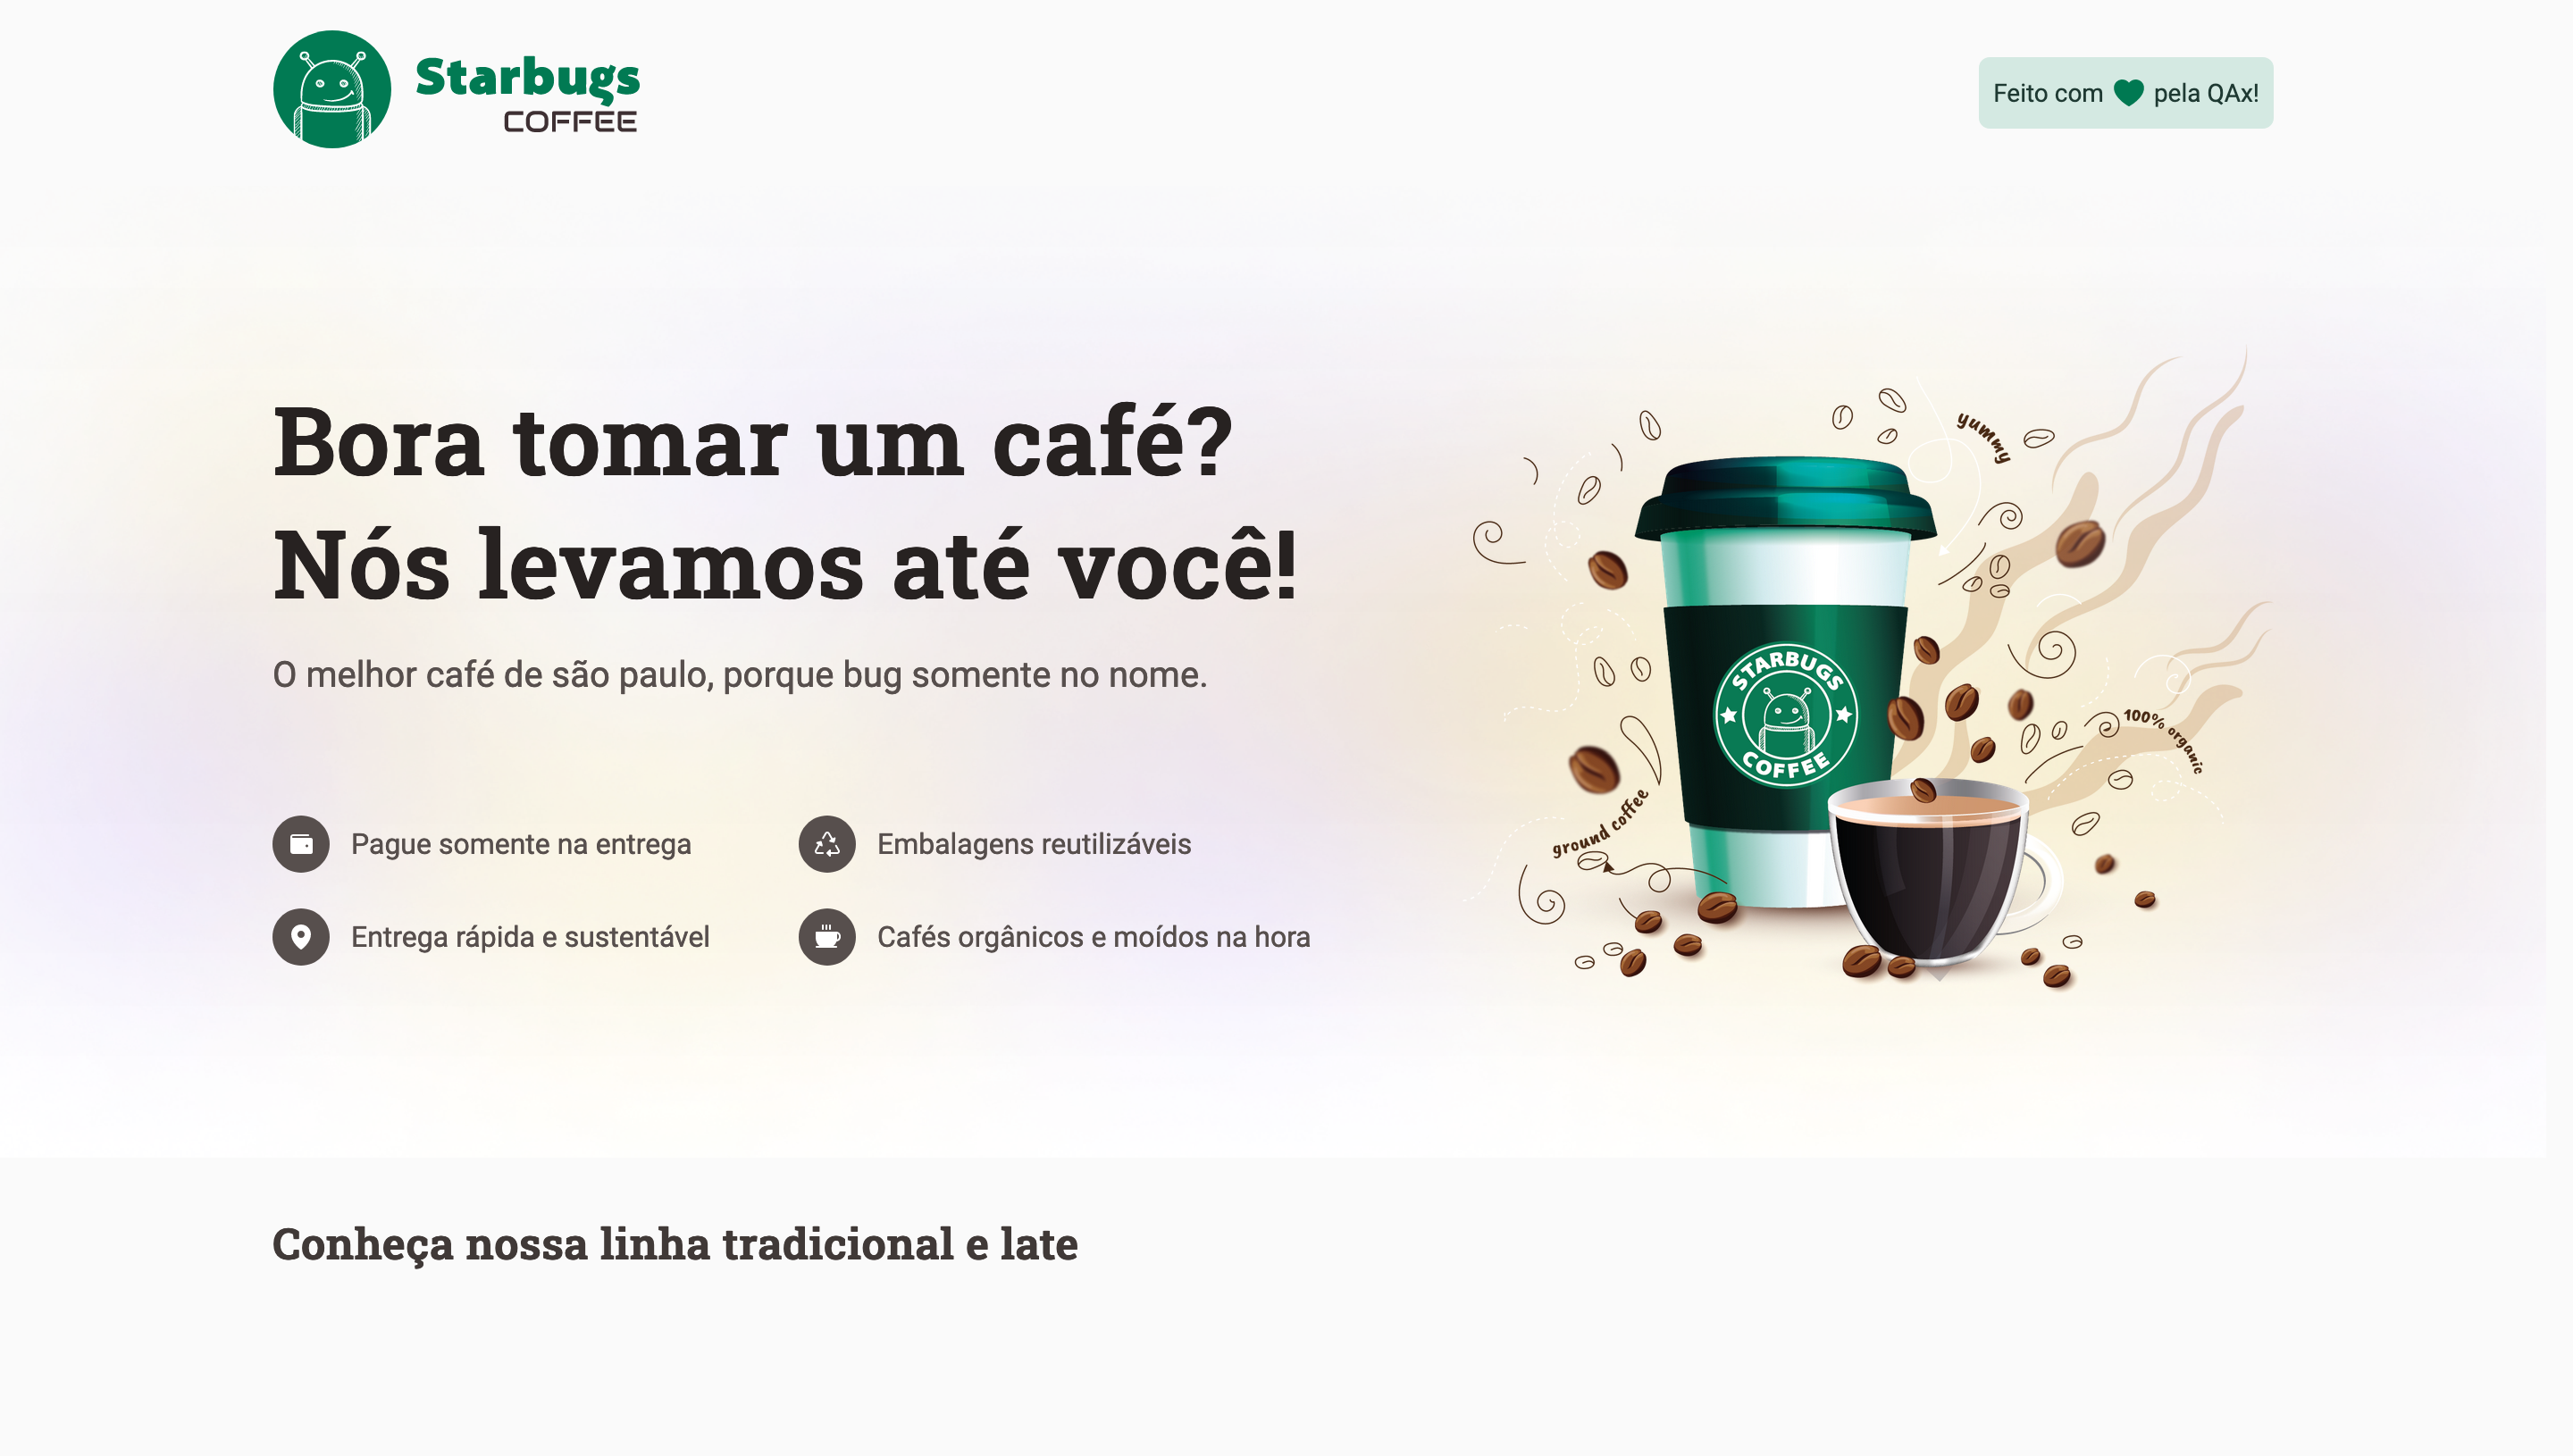 Starbugs
COFFEE
Feito com pela QAx!
Bora tomar um café?
Nós levamos até você!
O melhor café de são paulo, porque bug somente no nome.
Pague somente na entrega
Embalagens reutilizáveis
Entrega rápida e sustentável
Cafés orgânicos e moídos na hora
yummy
STARBUGS
COFFEE
100% organic
ground coffee
Conheça nossa linha tradicional e late